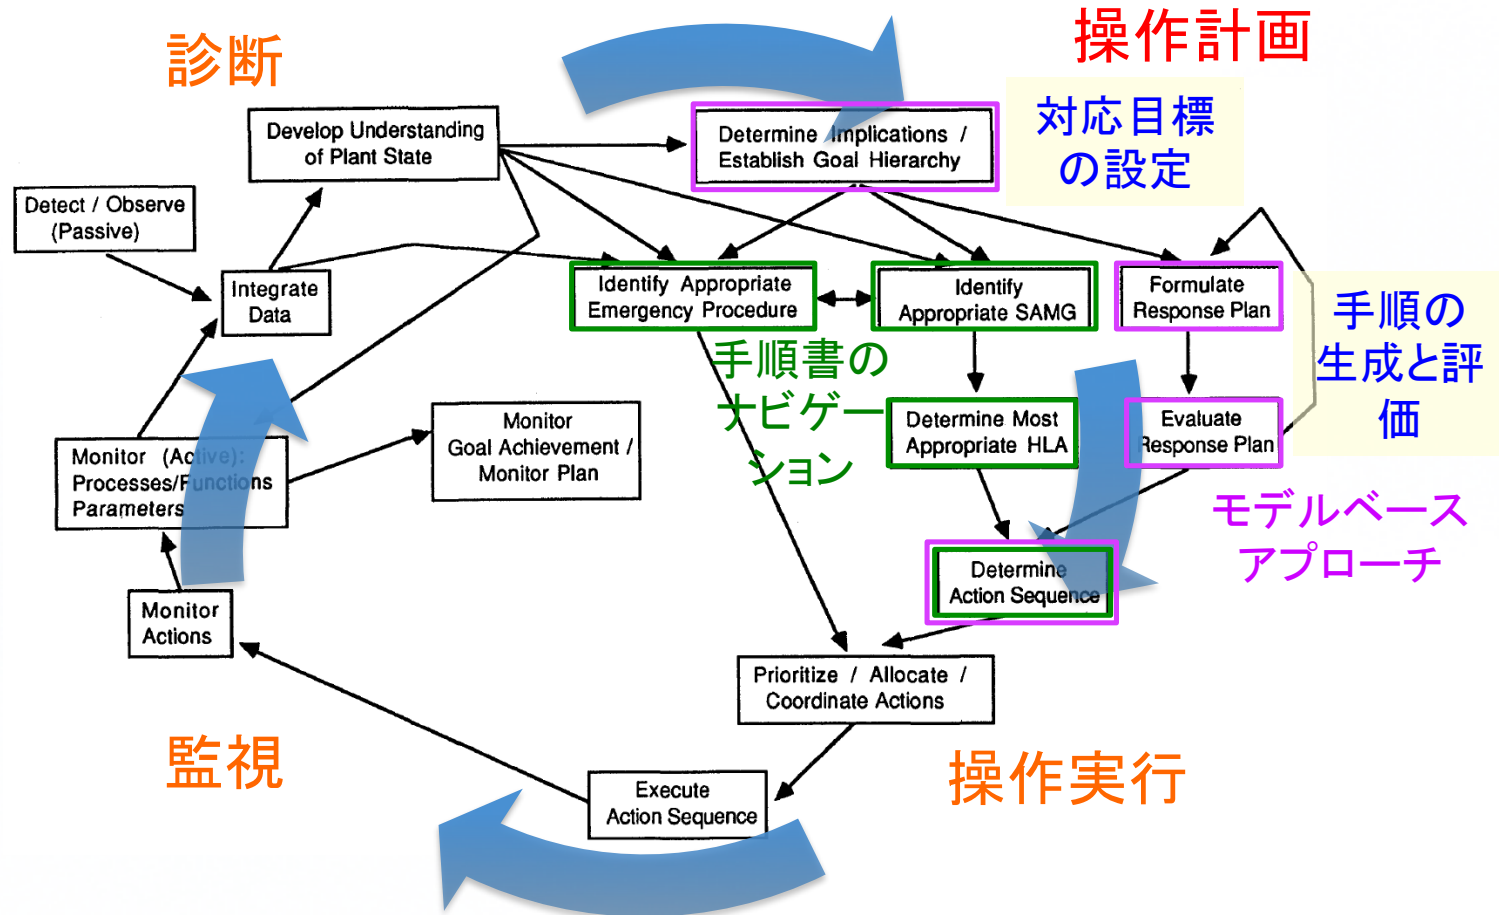 診断
操作計画
Develop Understanding
of Plant State
Determine Implications /
Establish Goal Hierarchy
対応目標
の設定
Detect / Observe
(Passive)
Integrate
Data
Identify Appropriate
Emergency Procedure
Identify
Appropriate SAMG
Formulate
Response Plan
手順の
生成と評
価
手順書の
ナビゲー
ション
Monitor
Goal Achievement /
Monitor Plan
Determine Most
Appropriate HLA
Evaluate
Response Plan
Monitor (Active):
Processes/Functions
Parameters
モデルベース
アプローチ
Determine
Action Sequence
Monitor
Actions
Prioritize / Allocate /
Coordinate Actions
監視
操作実行
Execute
Action Sequence